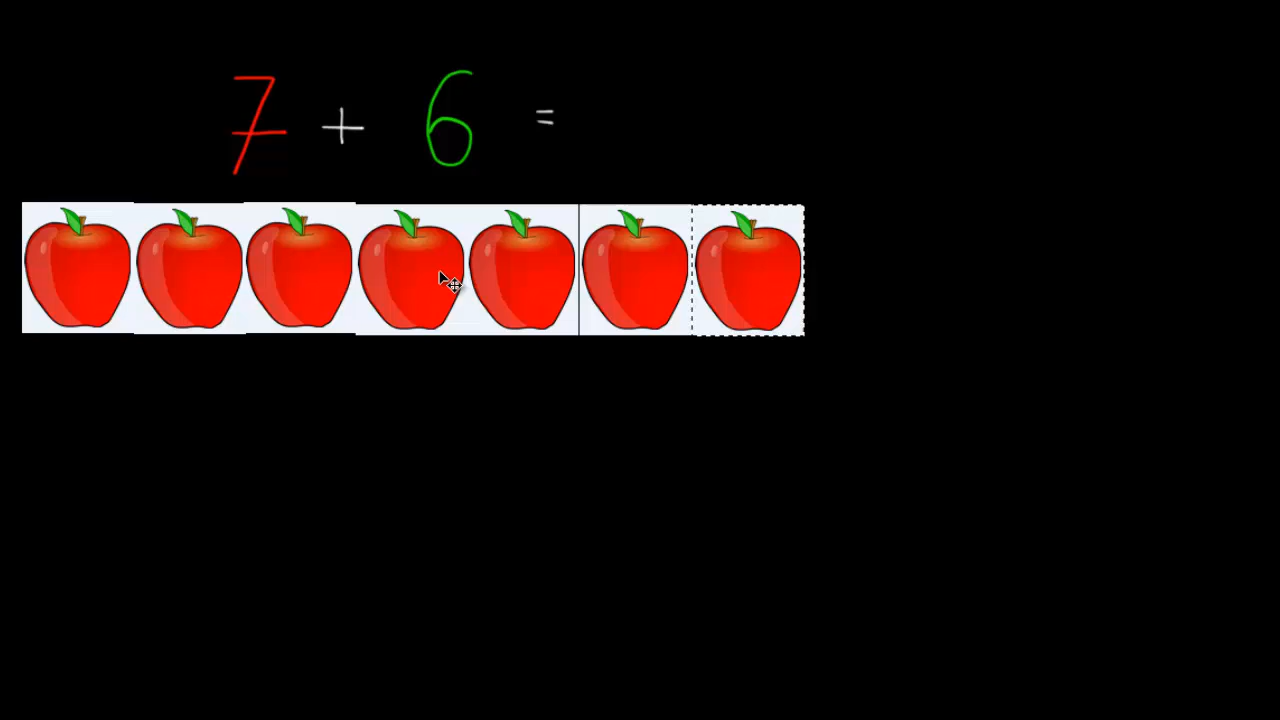 7 + 6 =